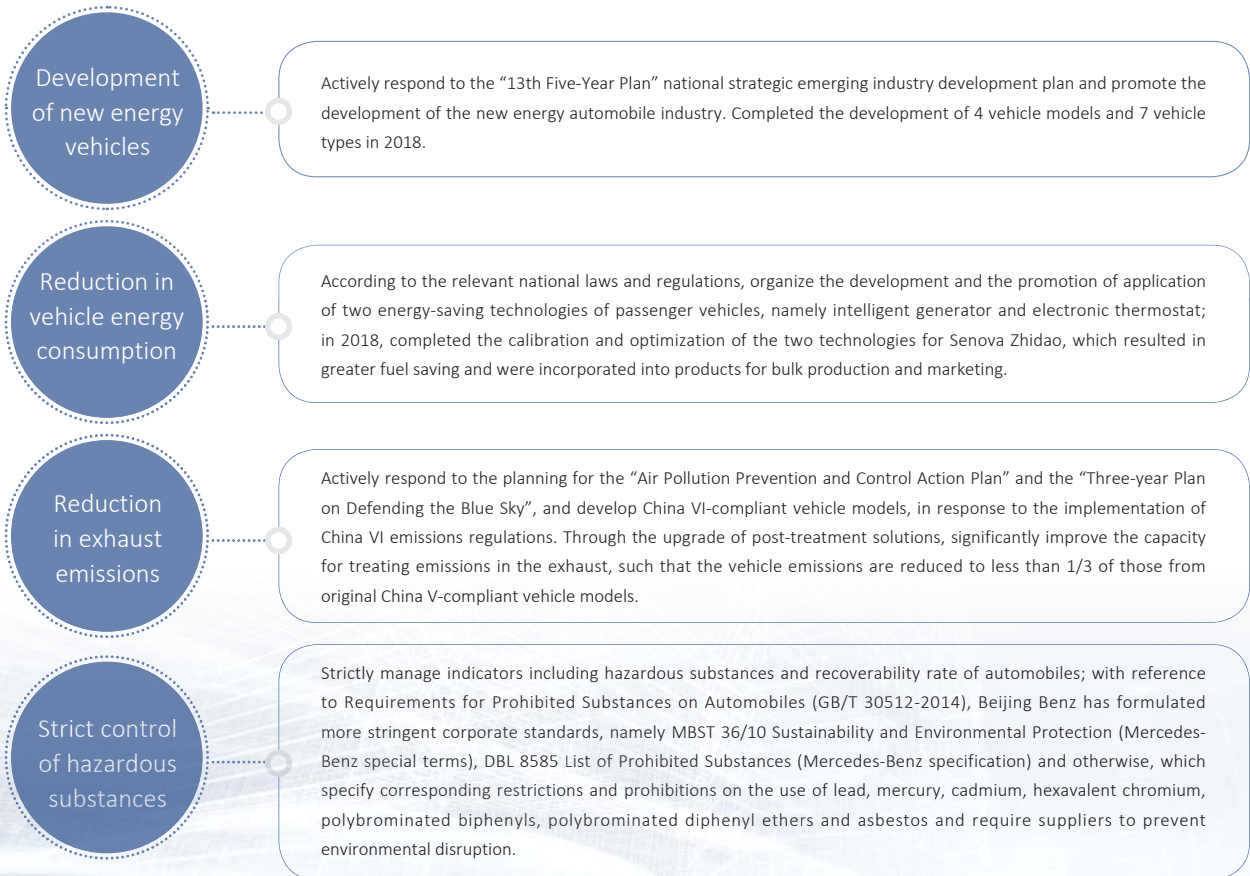 Development
of new energy
vehicles
Actively respond to the “13th Five-Year Plan” national strategic emerging industry development plan and promote the
development of the new energy automobile industry. Completed the development of 4 vehicle models and 7 vehicle
types in 2018.
Reduction in
vehicle energy
consumption
According to the relevant national laws and regulations, organize the development and the promotion of application
of two energy-saving technologies of passenger vehicles, namely intelligent generator and electronic thermostat;
in 2018, completed the calibration and optimization of the two technologies for Senova Zhidao, which resulted in
greater fuel saving and were incorporated into products for bulk production and marketing.
Reduction
in exhaust
emissions
Actively respond to the planning for the “Air Pollution Prevention and Control Action Plan” and the “Three-year Plan
on Defending the Blue Sky”, and develop China VI-compliant vehicle models, in response to the implementation of
China VI emissions regulations. Through the upgrade of post-treatment solutions, significantly improve the capacity
for treating emissions in the exhaust, such that the vehicle emissions are reduced to less than 1/3 of those from
original China V-compliant vehicle models.
Strict control
of hazardous
substances
Strictly manage indicators including hazardous substances and recoverability rate of automobiles; with reference
to Requirements for Prohibited Substances on Automobiles (GB/T 30512-2014), Beijing Benz has formulated
more stringent corporate standards, namely MBST 36/10 Sustainability and Environmental Protection (Mercedes-
Benz special terms), DBL 8585 List of Prohibited Substances (Mercedes-Benz specification) and otherwise, which
specify corresponding restrictions and prohibitions on the use of lead, mercury, cadmium, hexavalent chromium,
polybrominated biphenyls, polybrominated diphenyl ethers and asbestos and require suppliers to prevent
environmental disruption.